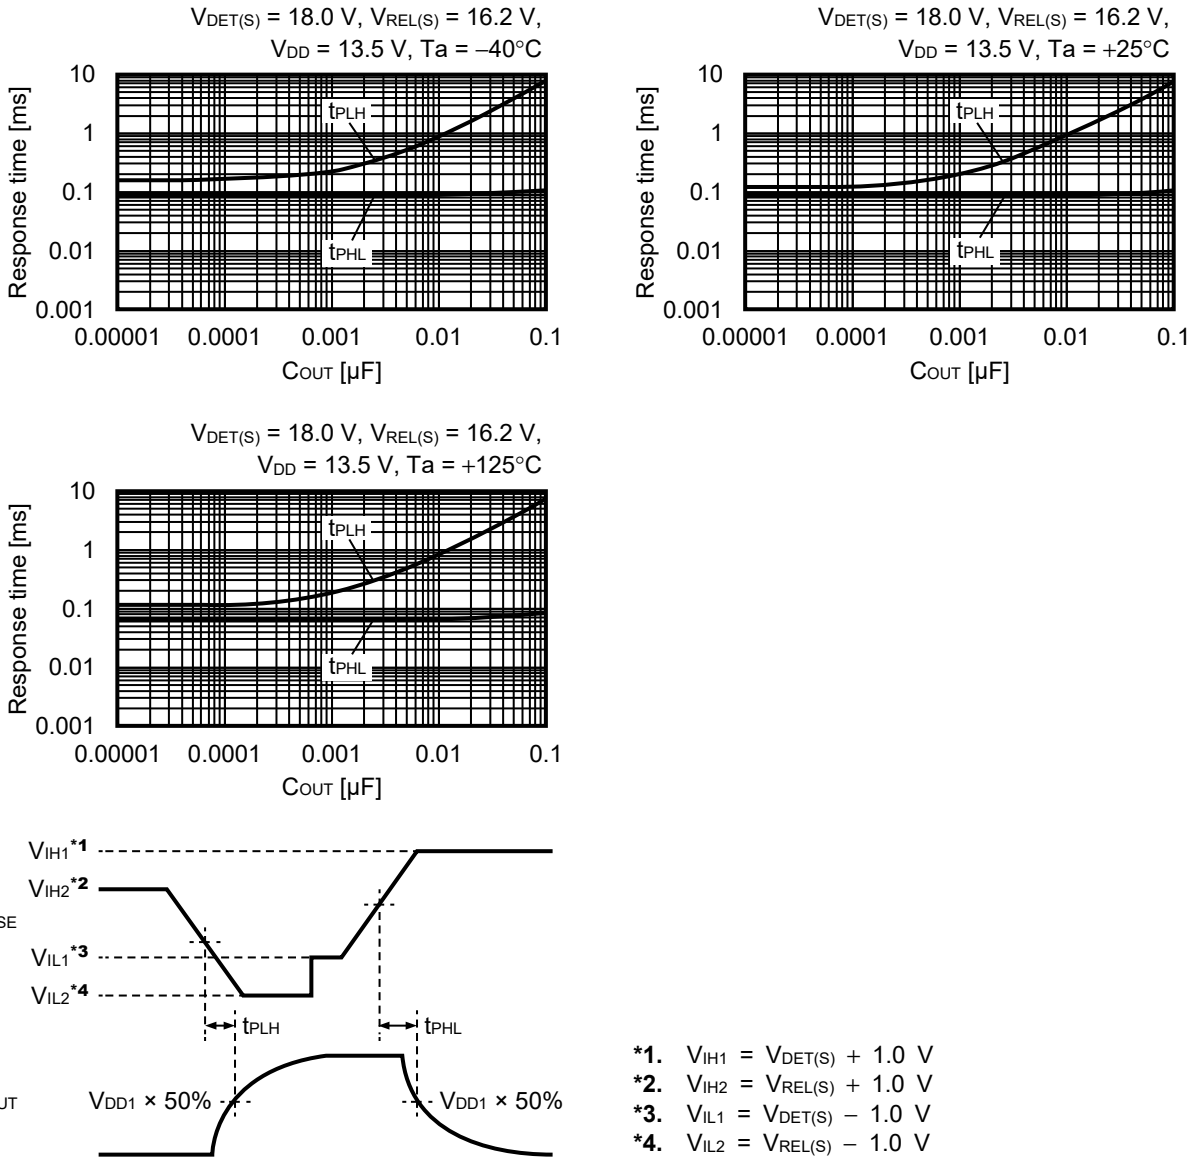 VDET(S) = 18.0 V, VREL(S) = 16.2 V,
VDD = 13.5 V, Ta = −40°C
Response time [ms]
10
1
0.1
0.01
0.001
tPLH
tPHL
0.00001 0.0001 0.001 0.01 0.1
COUT [µF]
VDET(S) = 18.0 V, VREL(S) = 16.2 V,
VDD = 13.5 V, Ta = +25°C
Response time [ms]
10
1
0.1
0.01
0.001
tPLH
tPHL
0.00001 0.0001 0.001 0.01 0.1
COUT [µF]
VDET(S) = 18.0 V, VREL(S) = 16.2 V,
VDD = 13.5 V, Ta = +125°C
Response time [ms]
10
1
0.1
0.01
0.001
tPLH
tPHL
0.00001 0.0001 0.001 0.01 0.1
COUT [µF]
VIH1*1
VIH2*2
SE
VIL1*3
VIL2*4
tPLH
tPHL
UT
VDD1 × 50%
VDD1 × 50%
*1. VIH1 = VDET(S) + 1.0 V
*2. VIH2 = VREL(S) + 1.0 V
*3. VIL1 = VDET(S) − 1.0 V
*4. VIL2 = VREL(S) − 1.0 V